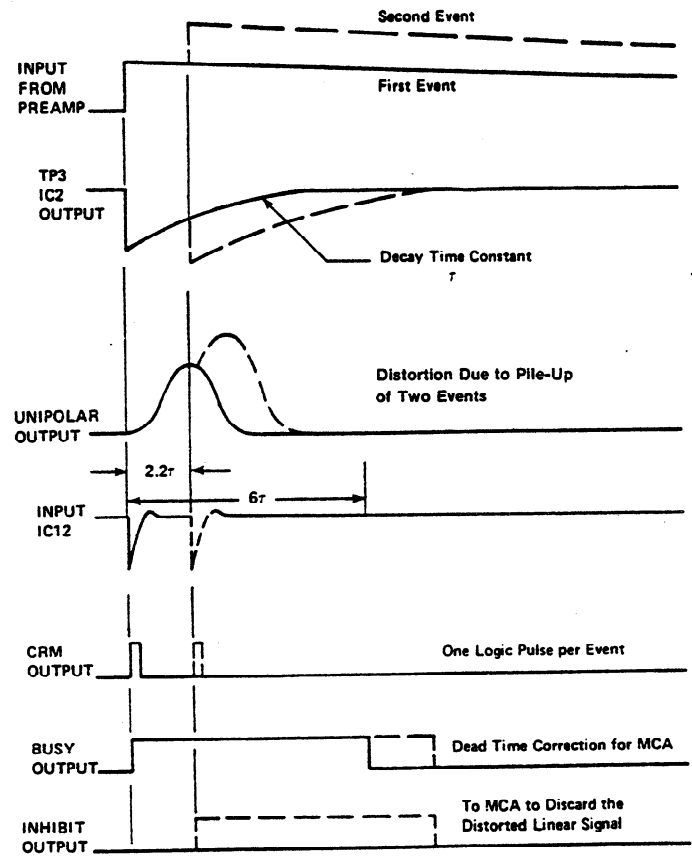 Second Event
INPUT
FROM
PREAMP
First Event
TP3
IC2
OUTPUT
Decay Time Constant
τ
Distortion Due to Pile-Up
of Two Events
UNIPOLAR
OUTPUT
2.2τ
6τ
INPUT
IC12
CRM
OUTPUT
One Logic Pulse per Event
BUSY
OUTPUT
Dead Time Correction for MCA
To MCA to Discard the
Distorted Linear Signal
INHIBIT
OUTPUT